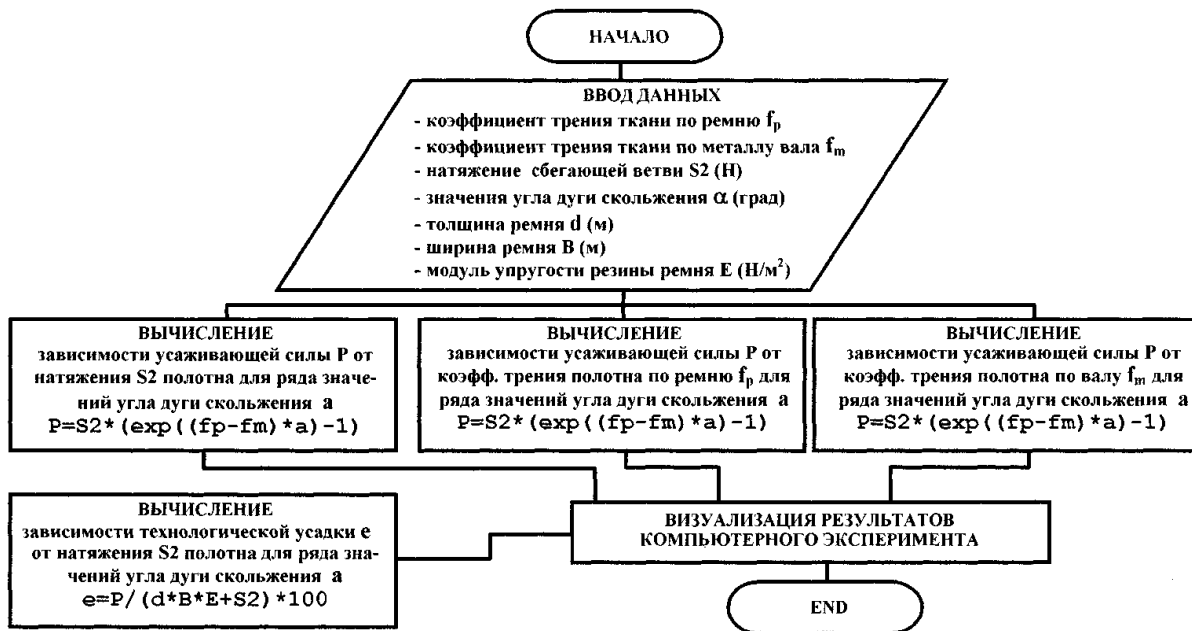 НАЧАЛО
ВВОД ДАННЫХ
- коэффициент трения ткани по ремню fp
- коэффициент трения ткани по металлу вала fm
- натяжение сбегающей ветви S2 (Н)
- значения угла дуги скольжения α (град)
- толщина ремня d (м)
- ширина ремня В (м)
- модуль упругости резины ремня Е (Н/м²)
ВЫЧИСЛЕНИЕ
зависимости усаживающей силы Р от
натяжения S2 полотна для ряда значе-
ний угла дуги скольжения а
P=S2*(exp((fp-fm)*a)-1)
ВЫЧИСЛЕНИЕ
зависимости усаживающей силы Р от
коэфф. трения полотна по ремню fp для
ряда значений угла дуги скольжения а
P=S2*(exp((fp-fm)*a)-1)
ВЫЧИСЛЕНИЕ
зависимости усаживающей силы Р от
коэфф. трения полотна по валу fm для
ряда значений угла дуги скольжения а
P=S2*(exp((fp-fm)*a)-1)
ВЫЧИСЛЕНИЕ
зависимости технологической усадки е
от натяжения S2 полотна для ряда зна-
чений угла дуги скольжения а
e=P/(d*B*E+S2)*100
ВИЗУАЛИЗАЦИЯ РЕЗУЛЬТАТОВ
КОМПЬЮТЕРНОГО ЭКСПЕРИМЕНТА
END